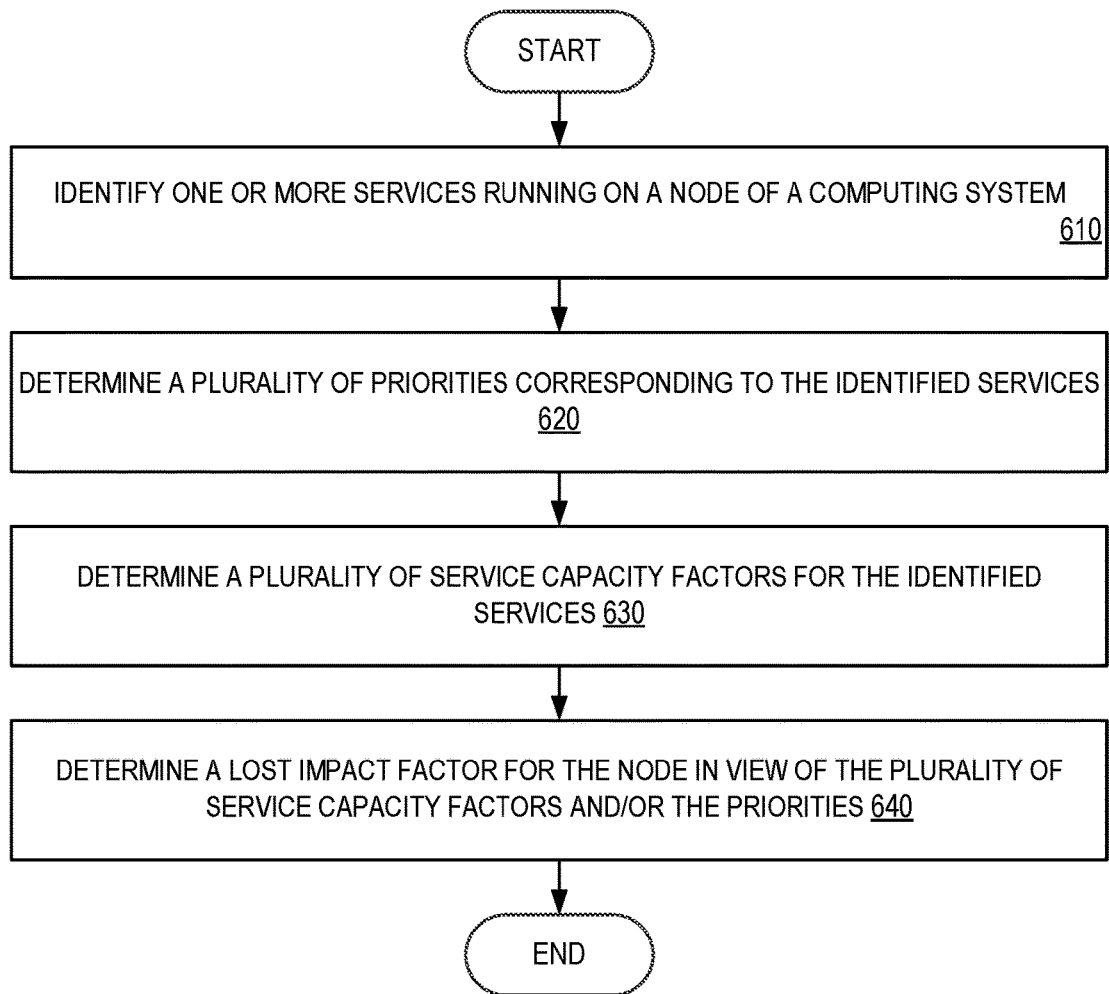 START
IDENTIFY ONE OR MORE SERVICES RUNNING ON A NODE OF A COMPUTING SYSTEM
610
DETERMINE A PLURALITY OF PRIORITIES CORRESPONDING TO THE IDENTIFIED SERVICES
620
DETERMINE A PLURALITY OF SERVICE CAPACITY FACTORS FOR THE IDENTIFIED
SERVICES 630
DETERMINE A LOST IMPACT FACTOR FOR THE NODE IN VIEW OF THE PLURALITY OF
SERVICE CAPACITY FACTORS AND/OR THE PRIORITIES 640
END